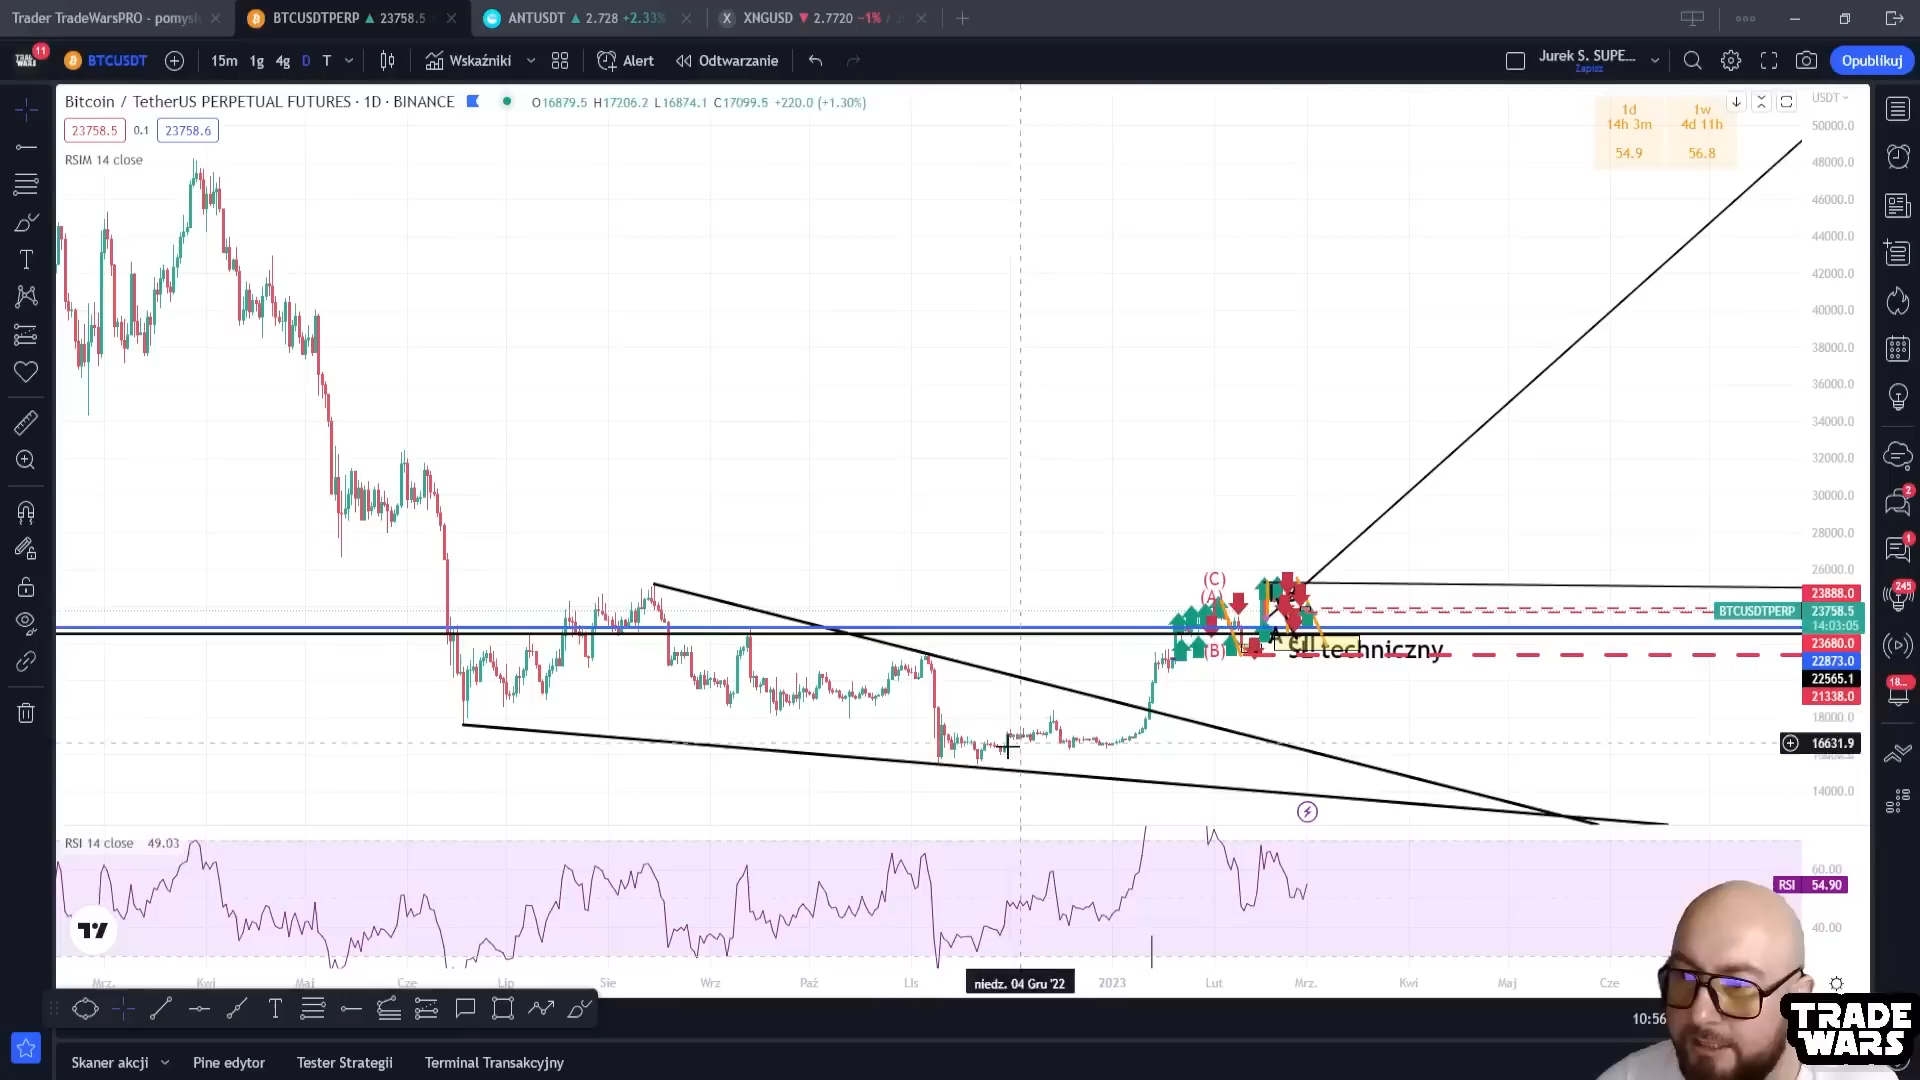 Trader TradeWarsPRO - pomysł
BTCUSDTPERP ▲ 23758.5
ANTUSDT ▲ 2.728 +2.33%
XNGUSD ▼ 2.7720 −1%
11
BTCUSDT
15m 1g 4g D T
Wskaźniki
Alert
Odtwarzanie
Jurek S. SUPE...
Zapisz
Opublikuj
Bitcoin / TetherUS PERPETUAL FUTURES · 1D · BINANCE
O16879.5 H17206.2 L16874.1 C17099.5 +220.0 (+1.30%)
23758.5 0.1 23758.6
RSIM 14 close
1d 1w
14h 3m 4d 11h
54.9 56.8
USDT
50000.0
48000.0
46000.0
44000.0
42000.0
40000.0
38000.0
36000.0
34000.0
32000.0
30000.0
28000.0
26000.0
23888.0
BTCUSDTPERP 23758.5
14:03:05
23680.0
22873.0
22565.1
21338.0
18000.0
16631.9
14000.0
(C)
(A)
(B)
techniczny
2
1
245
18...
RSI 14 close 49.03
60.00
RSI 54.90
40.00
Mrz. Kwi Maj Cze Lip Sie Wrz Paź Lis niedz. 04 Gru '22 2023 Lut Mrz. Kwi Maj Cze
10:56
Skaner akcji Pine edytor Tester Strategii Terminal Transakcyjny
TRADE
WARS